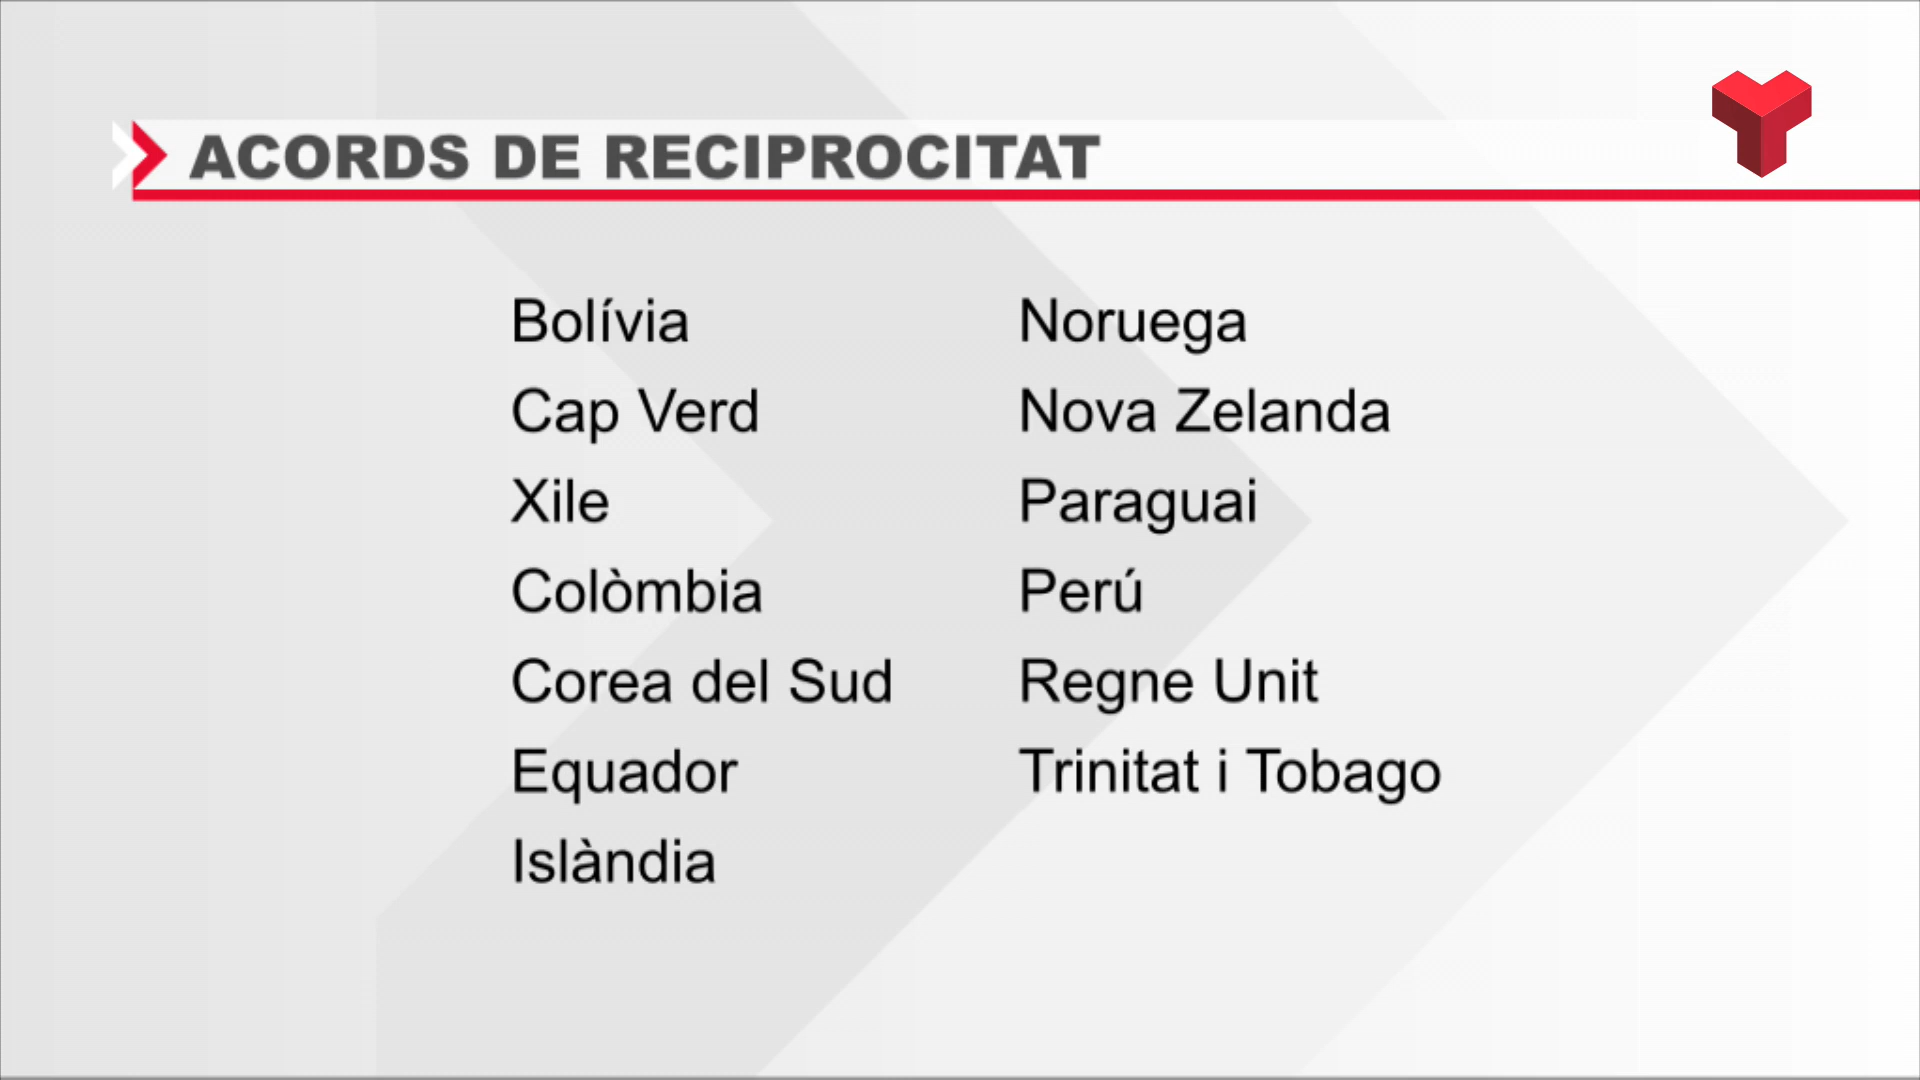 ACORDS DE RECIPROCITAT
Bolívia
Cap Verd
Xile
Colòmbia
Corea del Sud
Equador
Islàndia
Noruega
Nova Zelanda
Paraguai
Perú
Regne Unit
Trinitat i Tobago